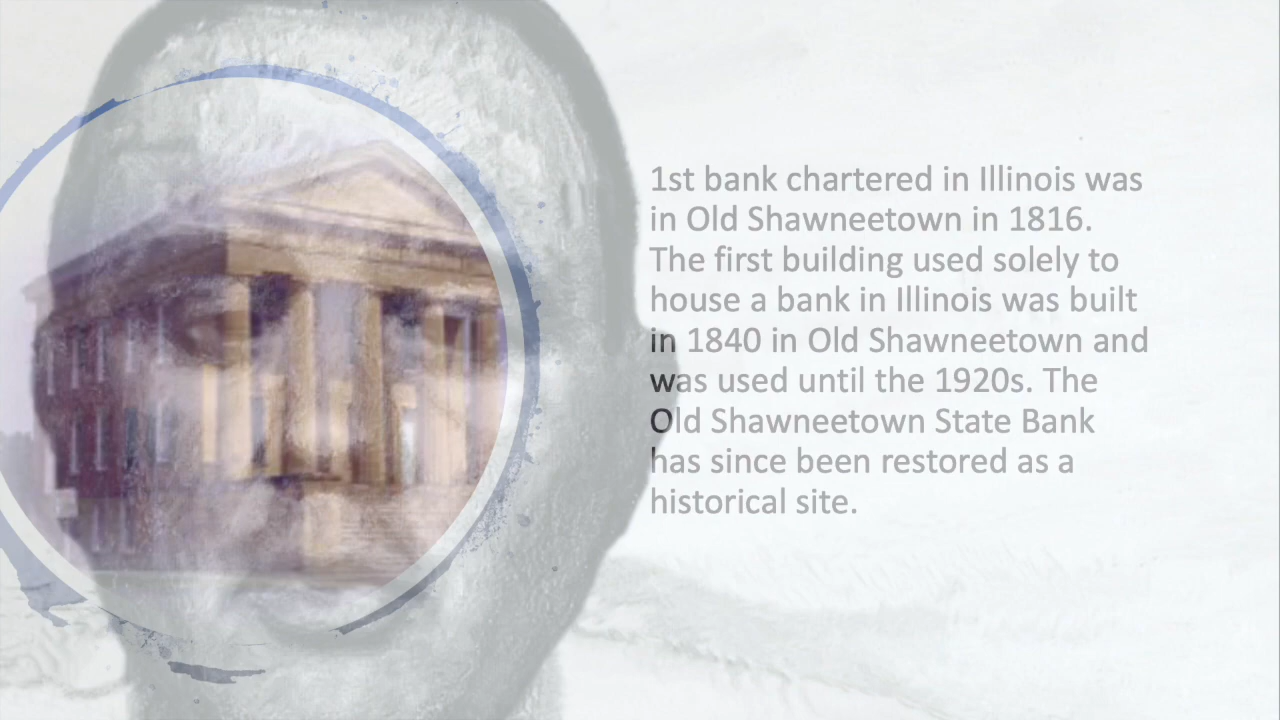 1st bank chartered in Illinois was
in Old Shawneetown in 1816.
The first building used solely to
house a bank in Illinois was built
in 1840 in Old Shawneetown and
was used until the 1920s. The
Old Shawneetown State Bank
has since been restored as a
historical site.